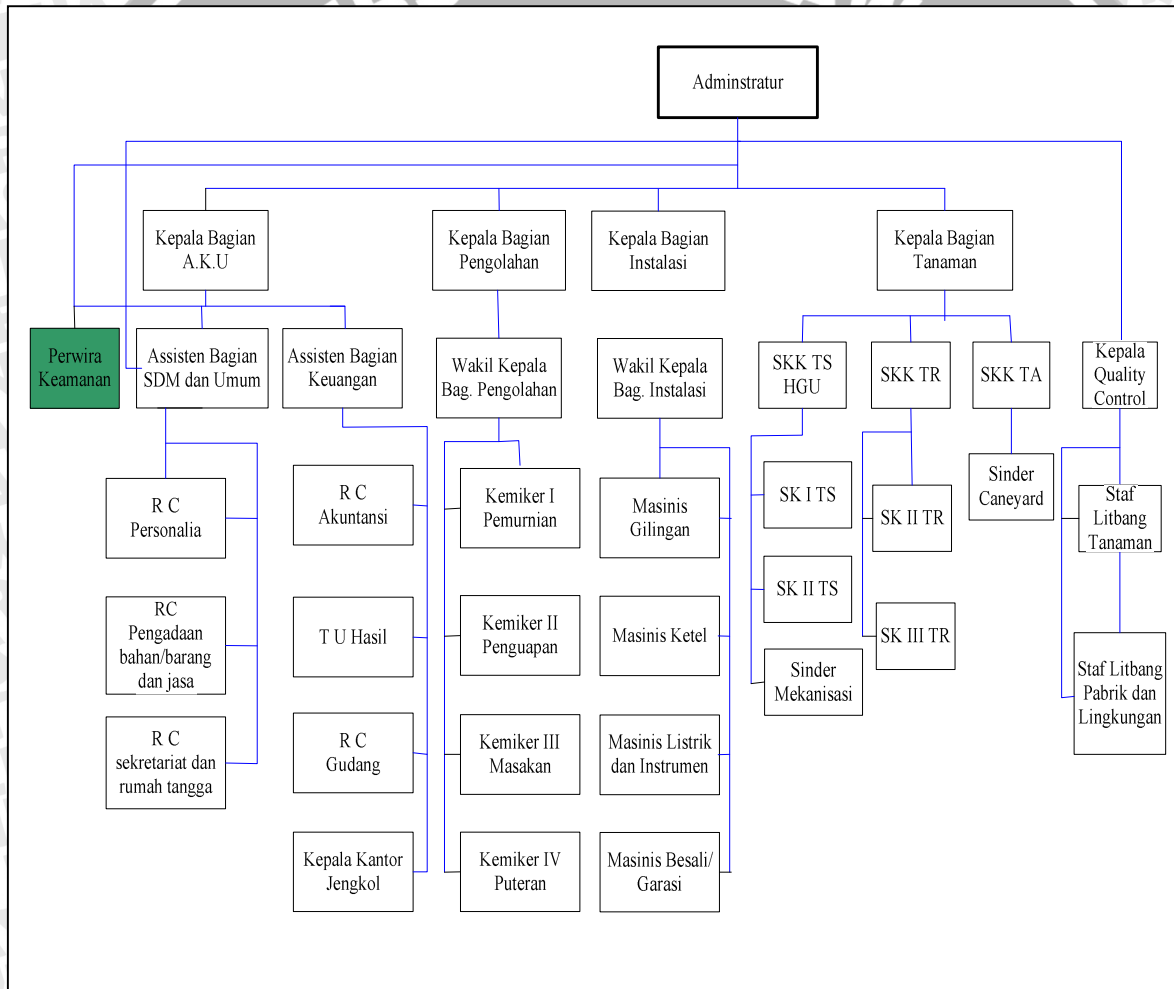 Adminstratur
Kepala Bagian
A.K.U
Kepala Bagian
Pengolahan
Kepala Bagian
Instalasi
Kepala Bagian
Tanaman
Perwira
Keamanan
Assisten Bagian
SDM dan Umum
Assisten Bagian
Keuangan
Wakil Kepala
Bag. Pengolahan
Wakil Kepala
Bag. Instalasi
SKK TS
HGU
SKK TR
SKK TA
Kepala
Quality
Control
R C
Personalia
RC
Pengadaan
bahan/barang
dan jasa
R C
sekretariat dan
rumah tangga
R C
Akuntansi
T U Hasil
R C
Gudang
Kepala Kantor
Jengkol
Kemiker I
Pemurnian
Kemiker II
Penguapan
Kemiker III
Masakan
Kemiker IV
Puteran
Masinis
Gilingan
Masinis Ketel
Masinis Listrik
dan Instrumen
Masinis Besali/
Garasi
SK I TS
SK II TS
Sinder
Mekanisasi
SK II TR
SK III TR
Sinder
Caneyard
Staf
Litbang
Tanaman
Staf Litbang
Pabrik dan
Lingkungan